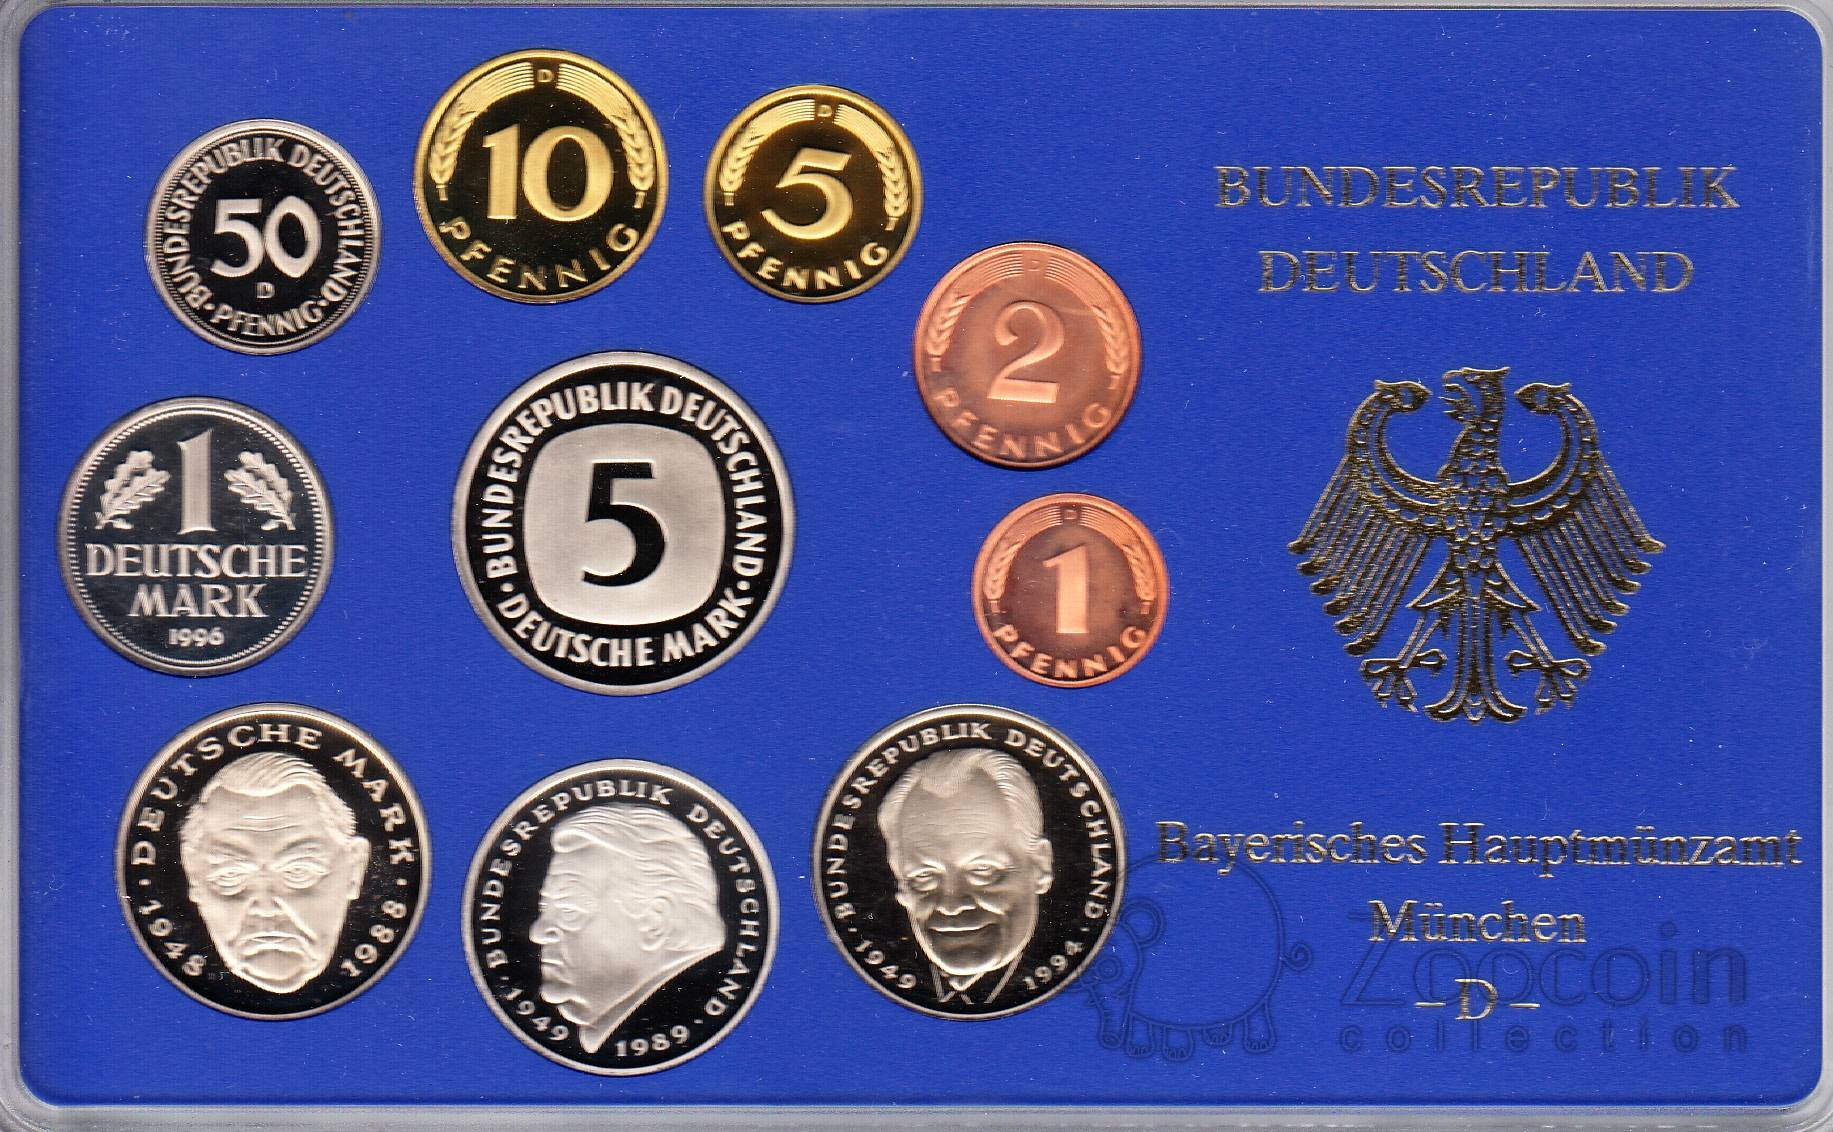 BUNDESREPUBLIK DEUTSCHLAND
50
D
·PFENNIG·
D
10
PFENNIG
D
5
PFENNIG
D
2
PFENNIG
D
1
PFENNIG
1
DEUTSCHE
MARK
1996
BUNDESREPUBLIK DEUTSCHLAND
5
·DEUTSCHE MARK·
·DEUTSCHE MARK·
1948 1988
BUNDESREPUBLIK DEUTSCHLAND
·1949 1989·
BUNDESREPUBLIK DEUTSCHLAND
·1949 1994·
BUNDESREPUBLIK
DEUTSCHLAND
Bayerisches Hauptmünzamt
München
–D–
Zoocoin
collection